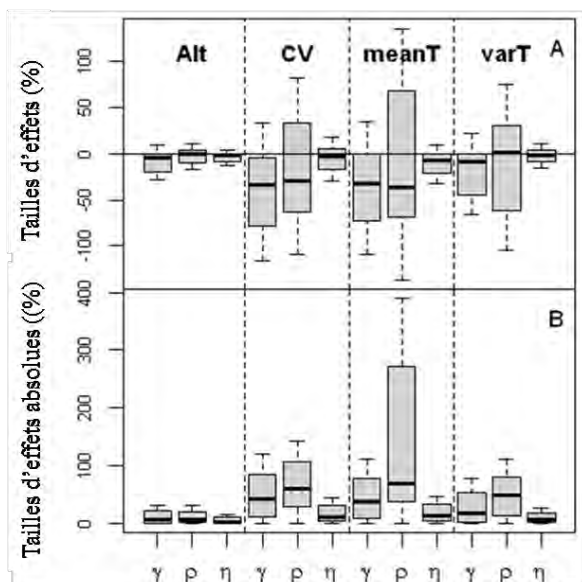 Alt CV meanT varT A
Tailles d'effets (%)
100
50
0
-50
-100
B
Tailles d'effets absolues ((%)
400
300
200
100
0
γ ρ η γ ρ η γ ρ η γ ρ η